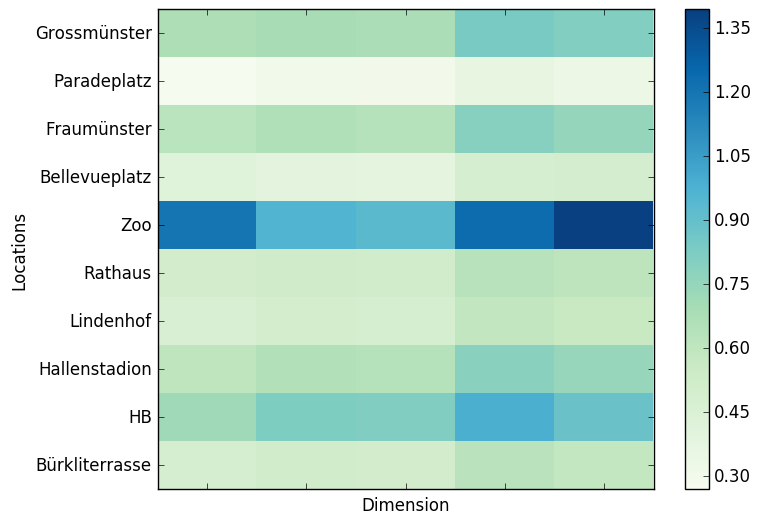 Grossmünster
Paradeplatz
Fraumünster
Bellevueplatz
Zoo
Rathaus
Lindenhof
Hallenstadion
HB
Bürkliterrasse
Locations
Dimension
1.35
1.20
1.05
0.90
0.75
0.60
0.45
0.30